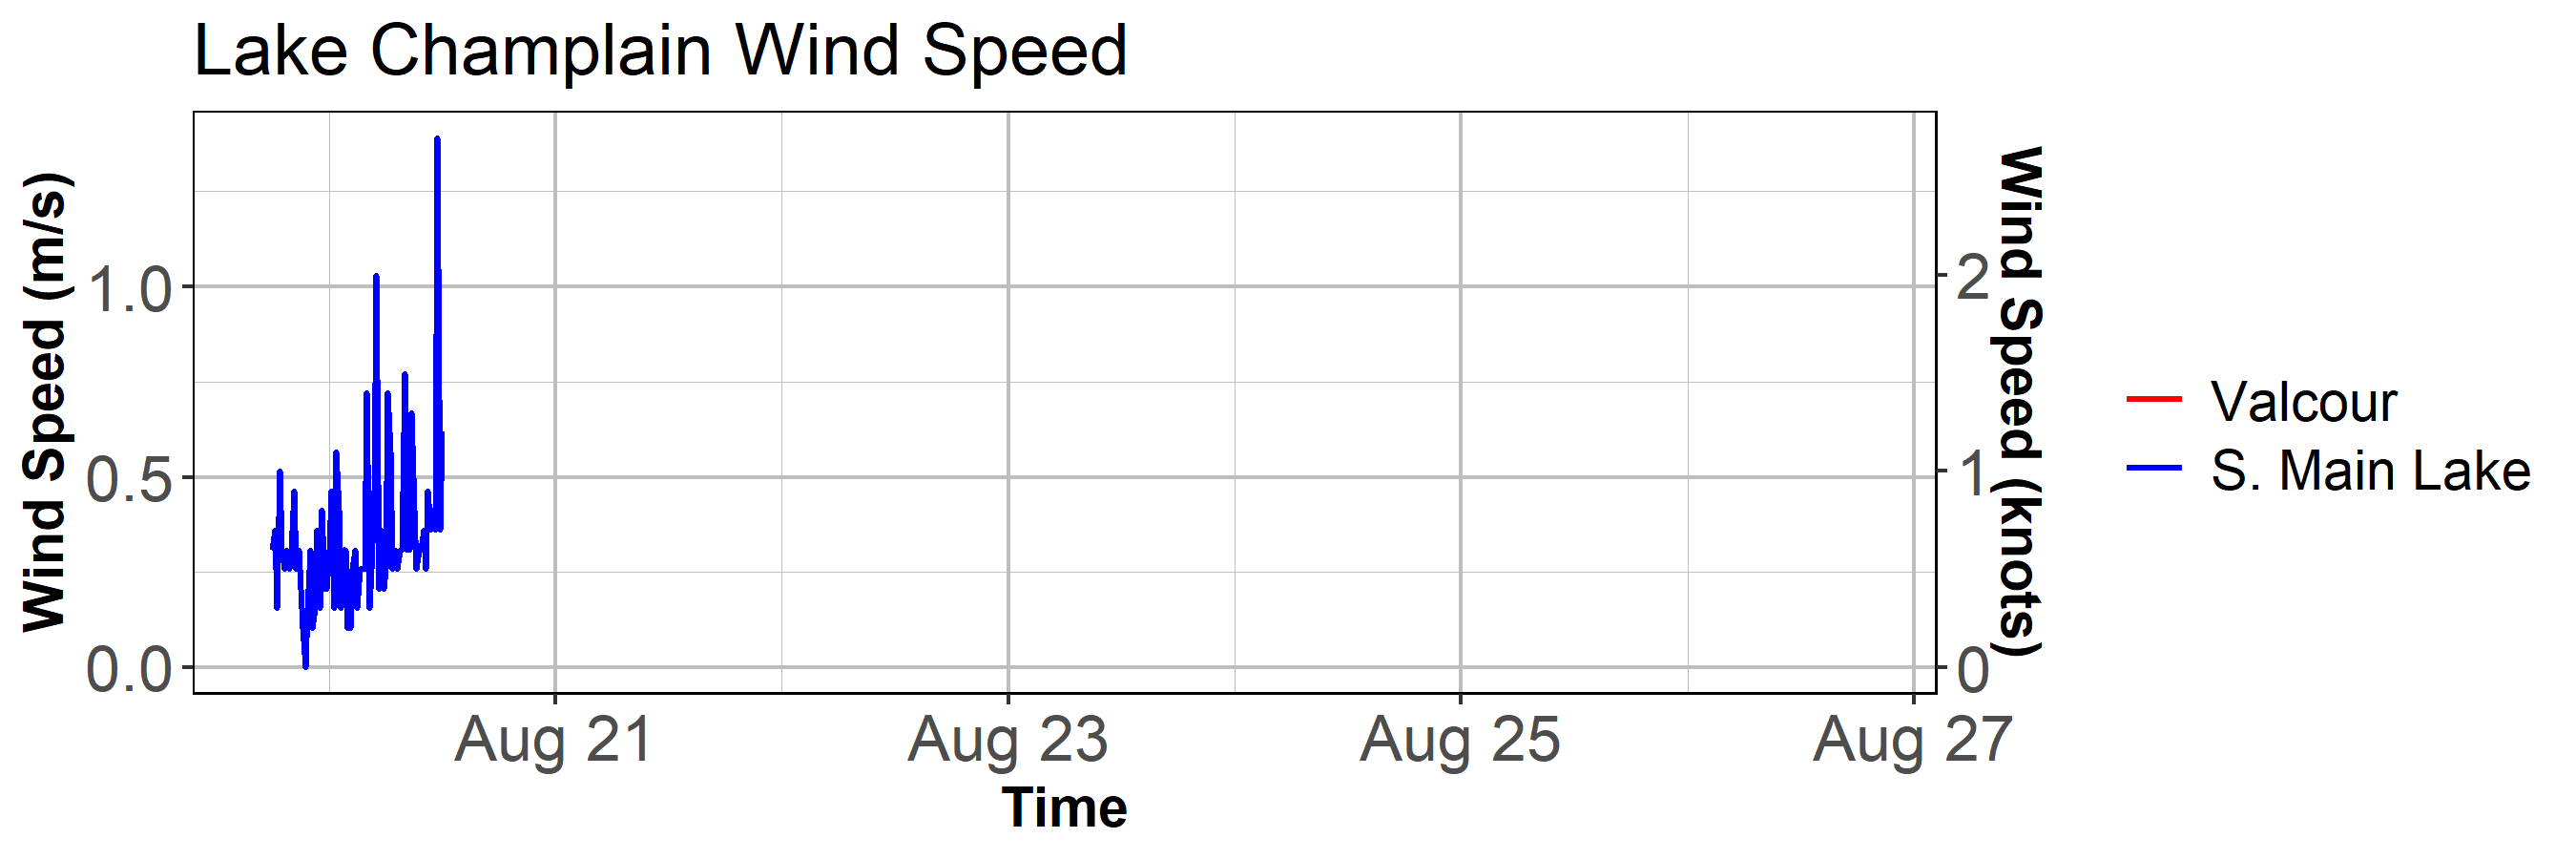 Lake Champlain Wind Speed
Wind Speed (m/s)
1.0
0.5
0.0
2
1
0
Wind Speed (knots)
Aug 21
Aug 23
Aug 25
Aug 27
Time
Valcour
S. Main Lake